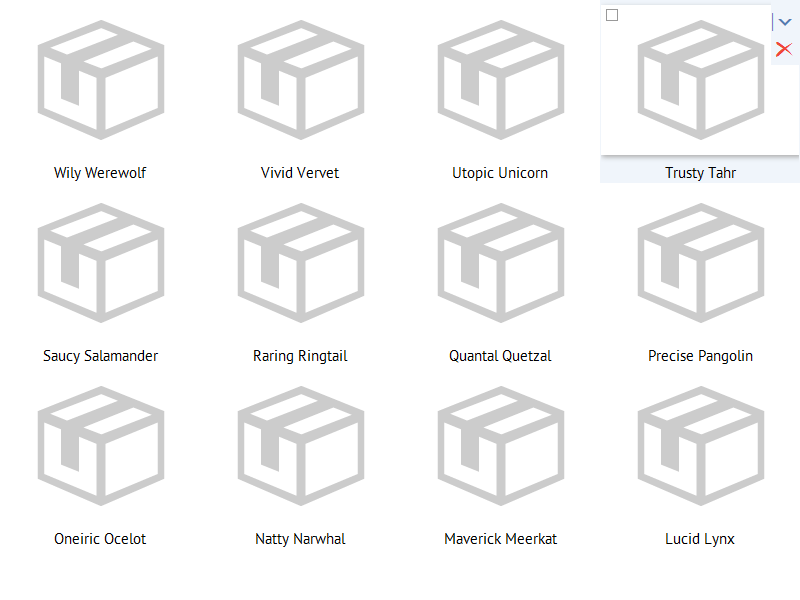 Wily Werewolf
Vivid Vervet
Utopic Unicorn
Trusty Tahr
Saucy Salamander
Raring Ringtail
Quantal Quetzal
Precise Pangolin
Oneiric Ocelot
Natty Narwhal
Maverick Meerkat
Lucid Lynx